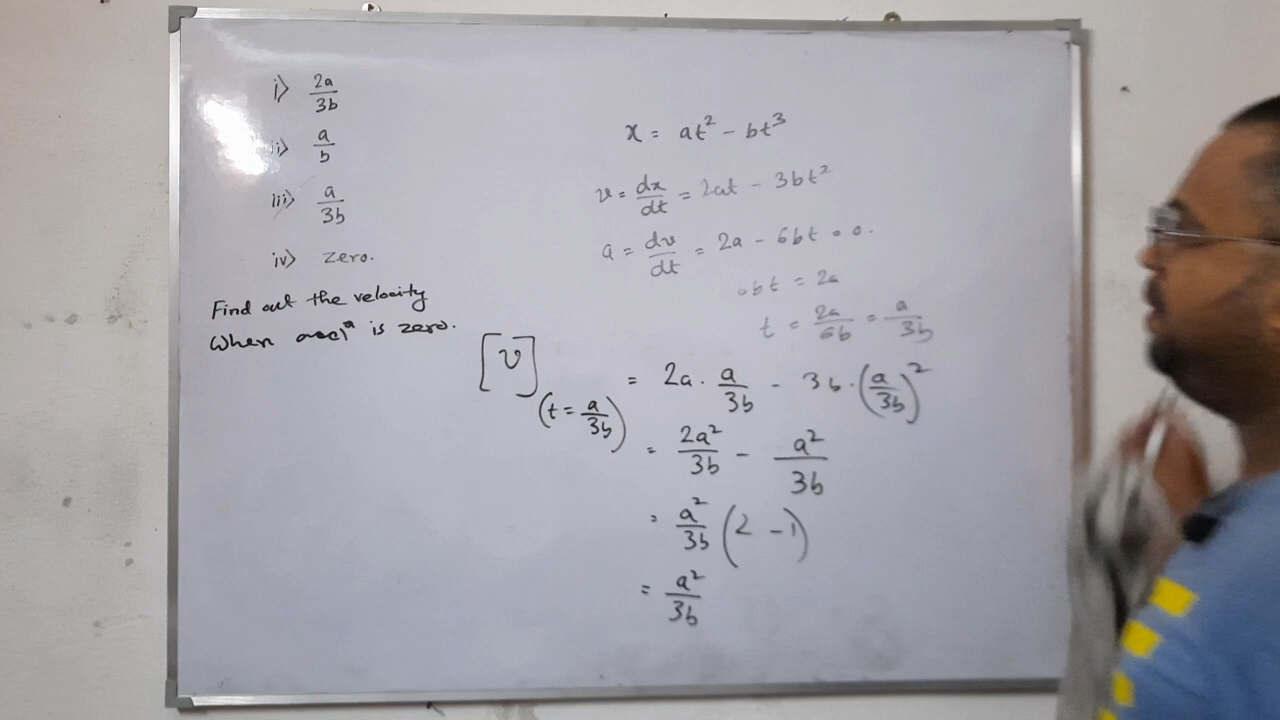 i) 2a/3b
ii) a/b
iii) a/3b
iv) zero.
Find out the velocity
When accⁿ is zero.
x = at² - bt³
v = dx/dt = 2at - 3bt²
a = dv/dt = 2a - 6bt = 0.
6bt = 2a
t = 2a/6b = a/3b
[v](t = a/3b) = 2a · a/3b - 3b · (a/3b)²
= 2a²/3b - a²/3b
= a²/3b (2 - 1)
= a²/3b